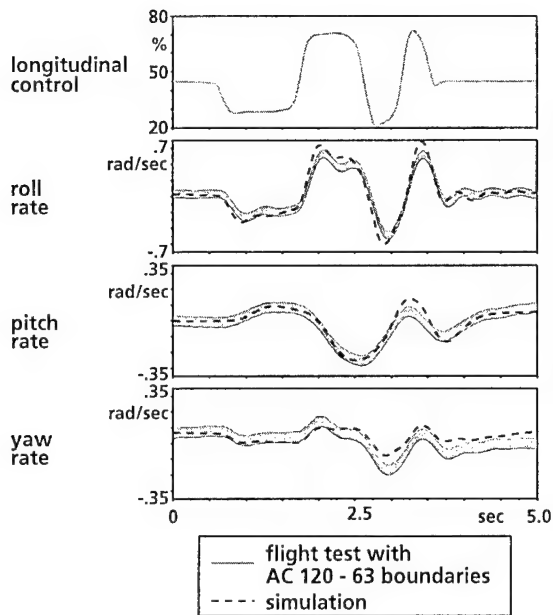 80
%
longitudinal
control
50
20
.7
rad/sec
roll
rate
-.7
.35
rad/sec
pitch
rate
-.35
.35
rad/sec
yaw
rate
-.35
0
2.5
sec
5.0
flight test with
AC 120 - 63 boundaries
simulation